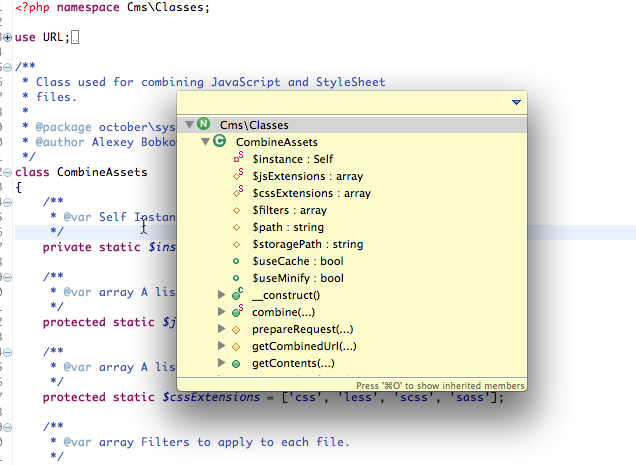 <?php namespace Cms\Classes;
use URL;
/**
* Class used for combining JavaScript and StyleSheet
* files.
*
* @package october\sys
* @author Alexey Bobko
*/
class CombineAssets
{
/**
* @var Self Instan
*/
private static $ins
/**
* @var array A lis
*/
protected static $j
/**
* @var array A lis
*/
protected static $cssExtensions = ['css', 'less', 'scss', 'sass'];
/**
* @var array Filters to apply to each file.
*/
Cms\Classes
CombineAssets
$instance : Self
$jsExtensions : array
$cssExtensions : array
$filters : array
$path : string
$storagePath : string
$useCache : bool
$useMinify : bool
__construct()
combine(...)
prepareRequest(...)
getCombinedUrl(...)
getContents(...)
Press '⌘O' to show inherited members